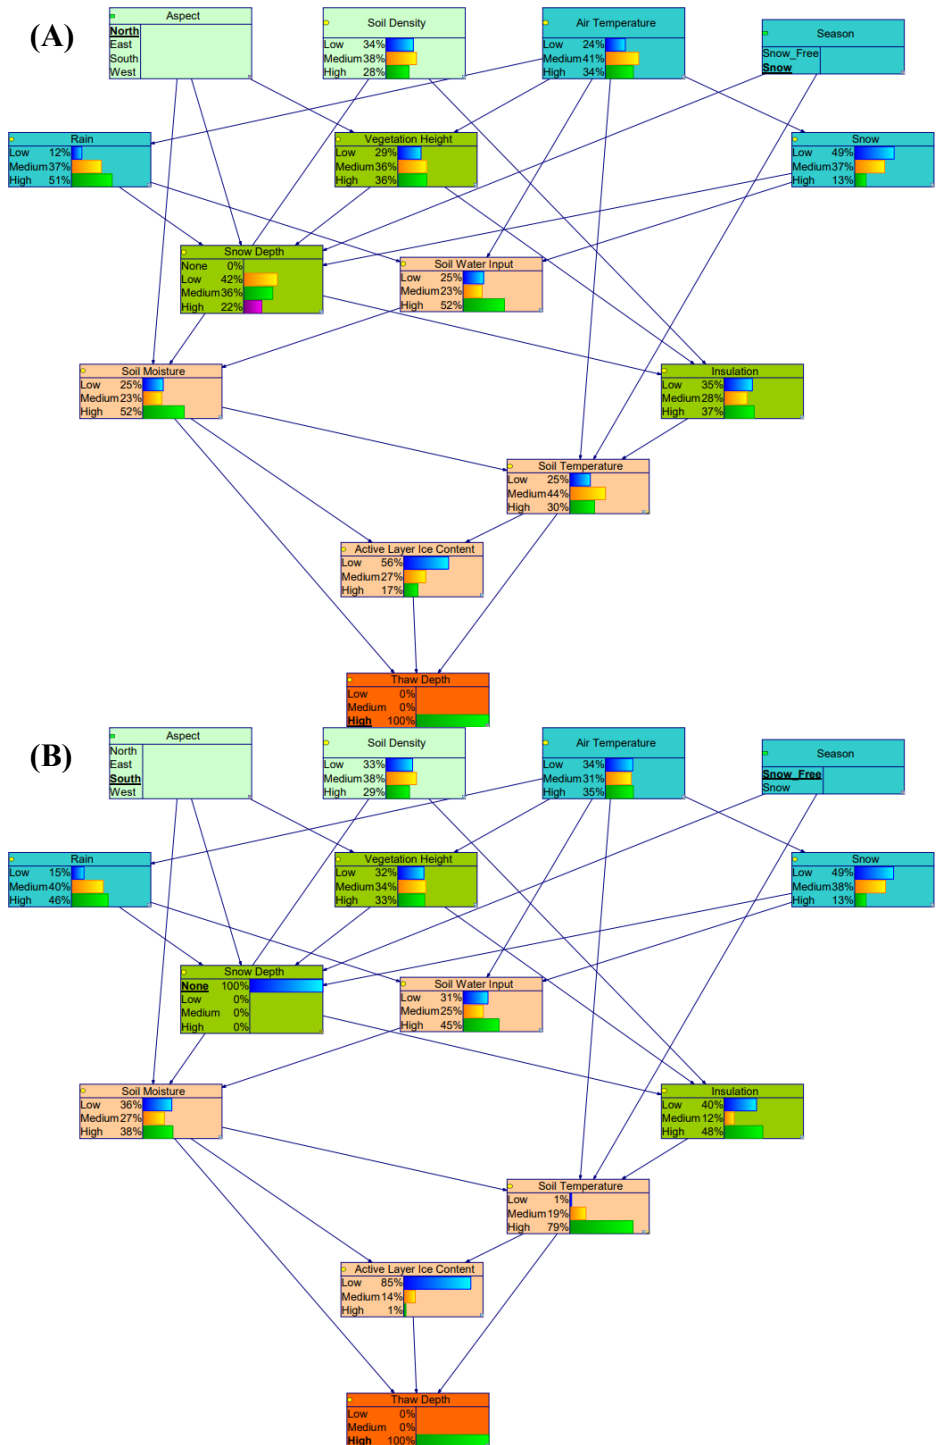 (A)
Aspect
North
East
South
West
Soil Density
Low 34%
Medium 38%
High 28%
Air Temperature
Low 24%
Medium 41%
High 34%
Season
Snow_Free
Snow
Rain
Low 12%
Medium 37%
High 51%
Vegetation Height
Low 29%
Medium 36%
High 36%
Snow
Low 49%
Medium 37%
High 13%
Snow Depth
None 0%
Low 42%
Medium 36%
High 22%
Soil Water Input
Low 25%
Medium 23%
High 52%
Soil Moisture
Low 25%
Medium 23%
High 52%
Insulation
Low 35%
Medium 28%
High 37%
Soil Temperature
Low 25%
Medium 44%
High 30%
Active Layer Ice Content
Low 56%
Medium 27%
High 17%
Thaw Depth
Low 0%
Medium 0%
High 100%
(B)
Aspect
North
East
South
West
Soil Density
Low 33%
Medium 38%
High 29%
Air Temperature
Low 34%
Medium 31%
High 35%
Season
Snow_Free
Snow
Rain
Low 15%
Medium 40%
High 46%
Vegetation Height
Low 32%
Medium 34%
High 33%
Snow
Low 49%
Medium 38%
High 13%
Snow Depth
None 100%
Low 0%
Medium 0%
High 0%
Soil Water Input
Low 31%
Medium 25%
High 45%
Soil Moisture
Low 36%
Medium 27%
High 38%
Insulation
Low 40%
Medium 12%
High 48%
Soil Temperature
Low 1%
Medium 19%
High 79%
Active Layer Ice Content
Low 85%
Medium 14%
High 1%
Thaw Depth
Low 0%
Medium 0%
High 100%